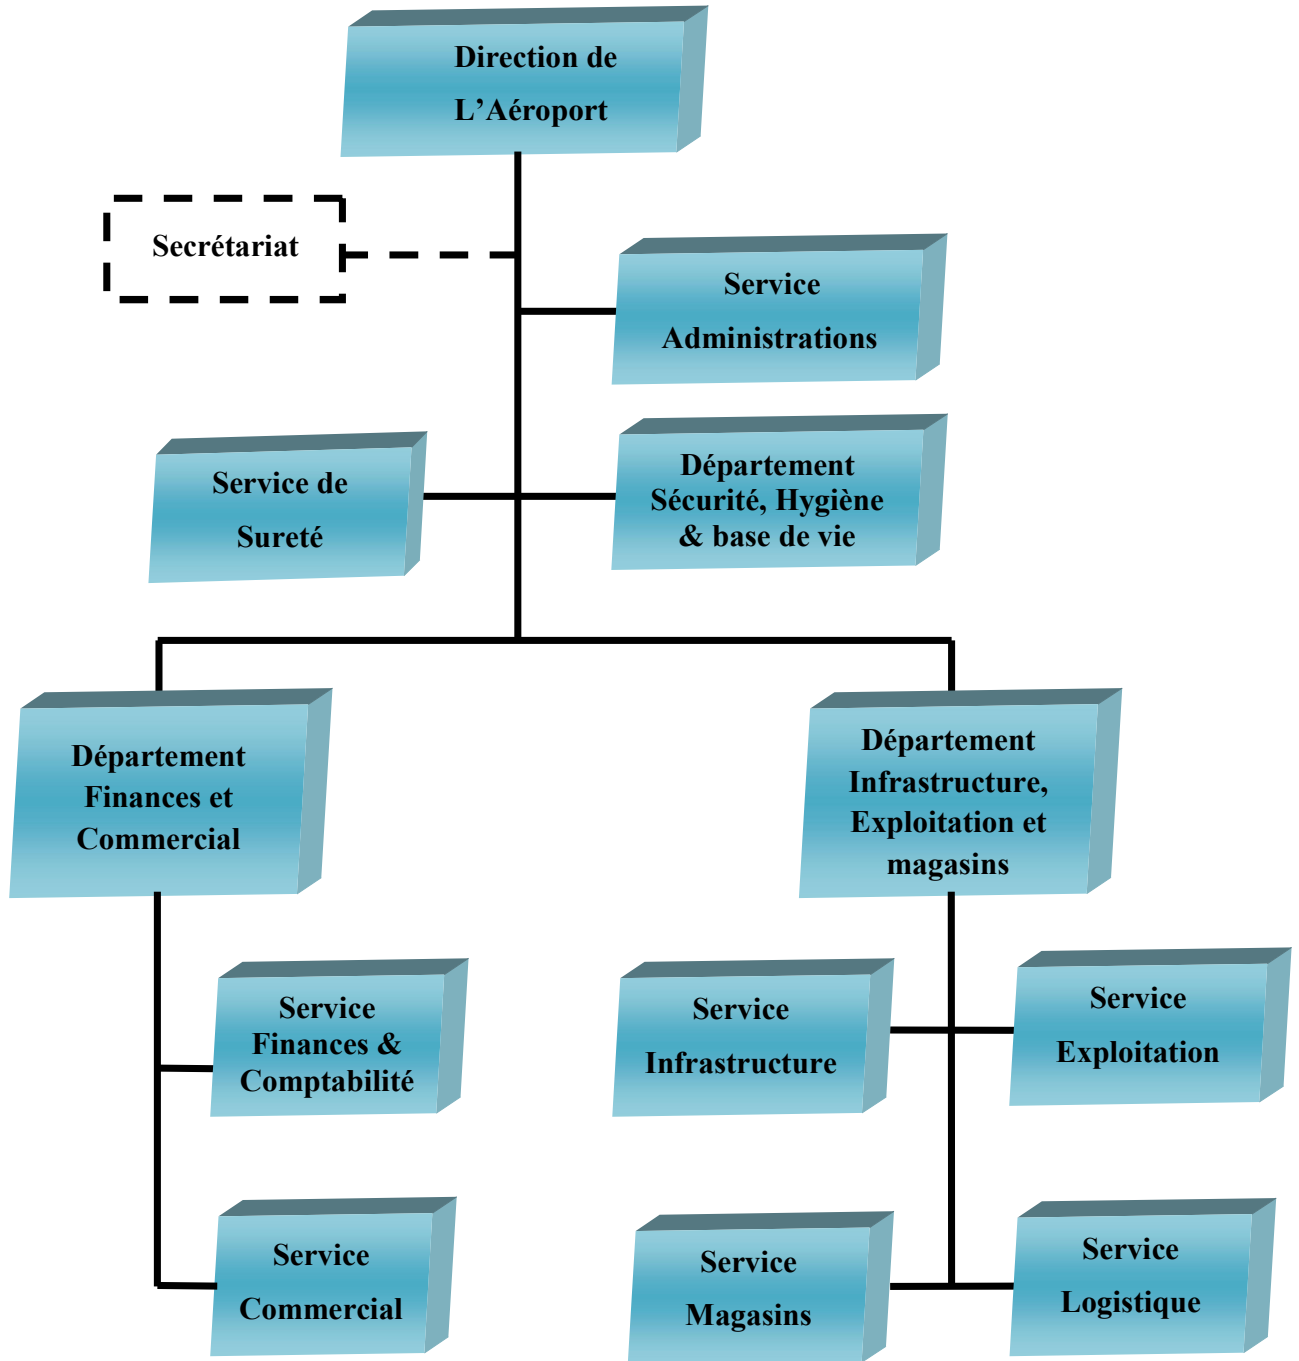 Direction de
L’Aéroport
Secrétariat
Service
Administrations
Service de
Sureté
Département
Sécurité, Hygiène
& base de vie
Département
Finances et
Commercial
Département
Infrastructure,
Exploitation et
magasins
Service
Finances &
Comptabilité
Service
Infrastructure
Service
Exploitation
Service
Commercial
Service
Magasins
Service
Logistique